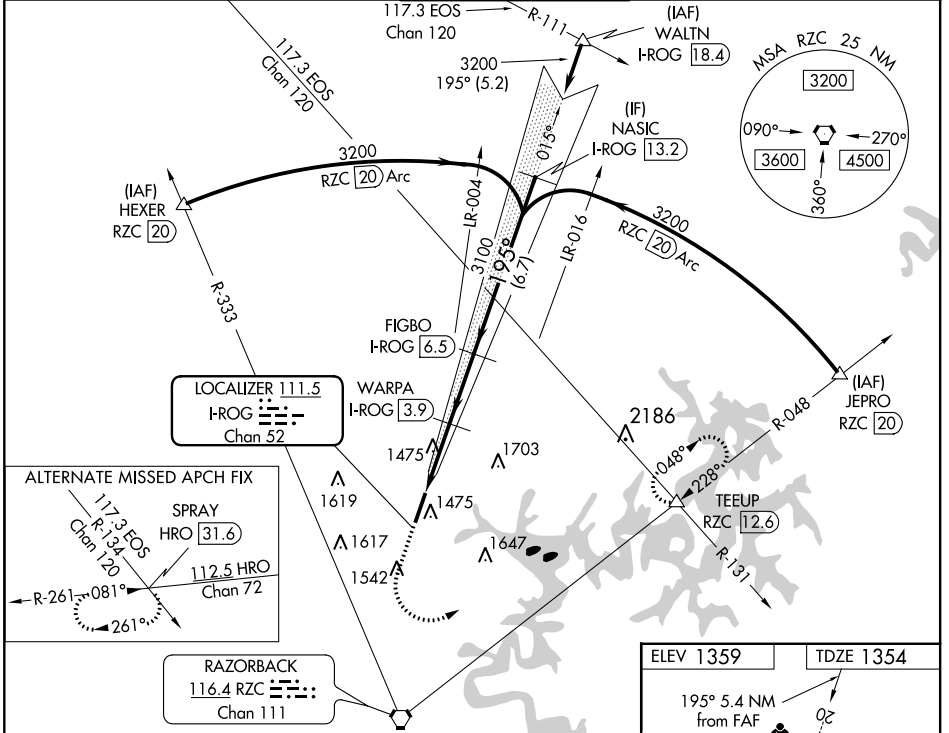 117.3 EOS
Chan 120
R-111
(IAF)
WALTN
I-ROG 18.4
3200
195° (5.2)
117.3 EOS
Chan 120
MSA RZC 25 NM
3200
090°
270°
3600
4500
360°
(IF)
NASIC
I-ROG 13.2
015°
3200
RZC 20 Arc
LR-004
(IAF)
HEXER
RZC 20
3100
195°
(6.7)
LR-016
3200
RZC 20 Arc
R-333
FIGBO
I-ROG 6.5
(IAF)
JEPRO
RZC 20
R-048
LOCALIZER 111.5
I-ROG
Chan 52
WARPA
I-ROG 3.9
2186
1475
1703
048°
228°
1619
1475
TEEUP
RZC 12.6
ALTERNATE MISSED APCH FIX
117.3 EOS
R-134
Chan 120
SPRAY
HRO 31.6
112.5 HRO
Chan 72
R-261
081°
261°
1617
1542
1647
R-131
RAZORBACK
116.4 RZC
Chan 111
ELEV 1359
TDZE 1354
195° 5.4 NM
from FAF
20